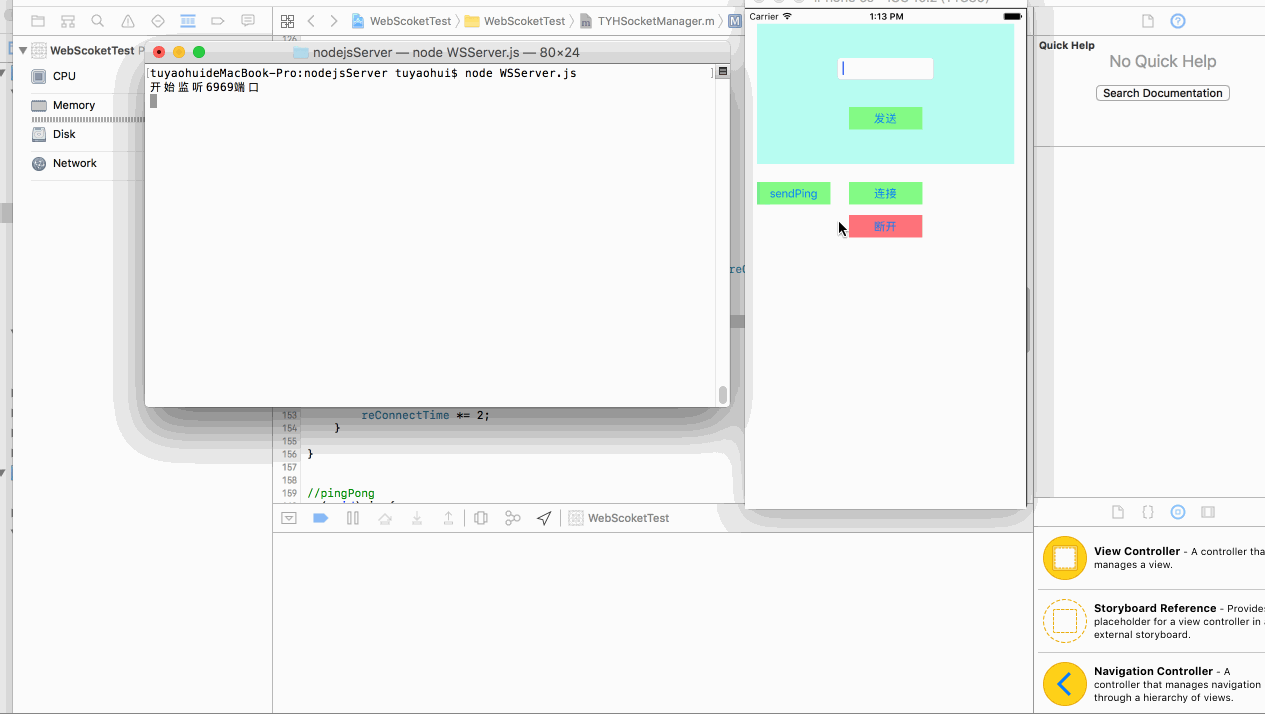 WebScoketTest
WebScoketTest
TYHSocketManager.m
M
WebScoketTest
CPU
Memory
Disk
Network
nodejsServer — node WSServer.js — 80×24
[tuyaohuideMacBook-Pro:nodejsServer tuyaohui$ node WSServer.js ]
开始监听6969端口
Carrier 1:13 PM
发送
sendPing
连接
断开
Quick Help
No Quick Help
Search Documentation
153 reConnectTime *= 2;
154 }
155
156 }
157
158
159 //pingPong
WebScoketTest
View Controller - A controller tha
manages a view.
Storyboard Reference - Provides
placeholder for a view controller in a
external storyboard.
Navigation Controller - A
controller that manages navigation
through a hierarchy of views.